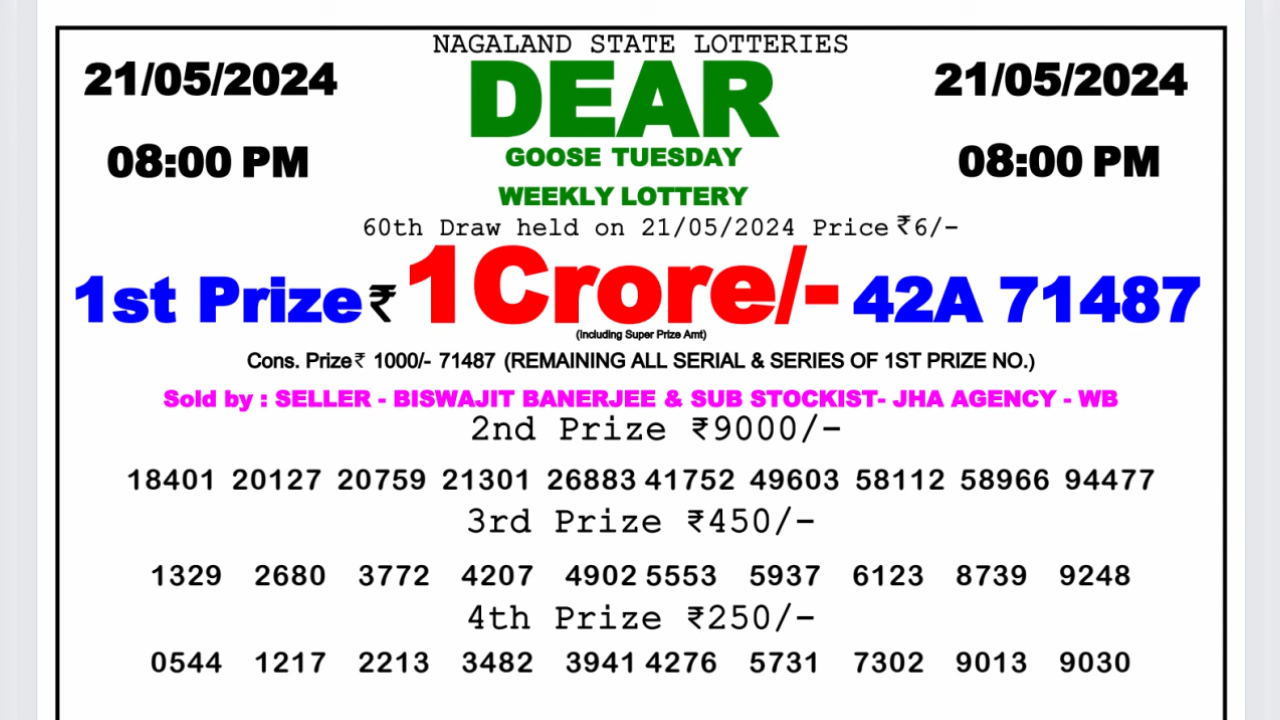 NAGALAND STATE LOTTERIES
21/05/2024 DEAR 21/05/2024
08:00 PM GOOSE TUESDAY 08:00 PM
WEEKLY LOTTERY
60th Draw held on 21/05/2024 Price ₹6/-
1st Prize ₹ 1Crore/- 42A 71487
(Including Super Prize Amt)
Cons. Prize ₹ 1000/- 71487 (REMAINING ALL SERIAL & SERIES OF 1ST PRIZE NO.)
Sold by : SELLER - BISWAJIT BANERJEE & SUB STOCKIST- JHA AGENCY - WB
2nd Prize ₹9000/-
18401 20127 20759 21301 26883 41752 49603 58112 58966 94477
3rd Prize ₹450/-
1329 2680 3772 4207 4902 5553 5937 6123 8739 9248
4th Prize ₹250/-
0544 1217 2213 3482 3941 4276 5731 7302 9013 9030